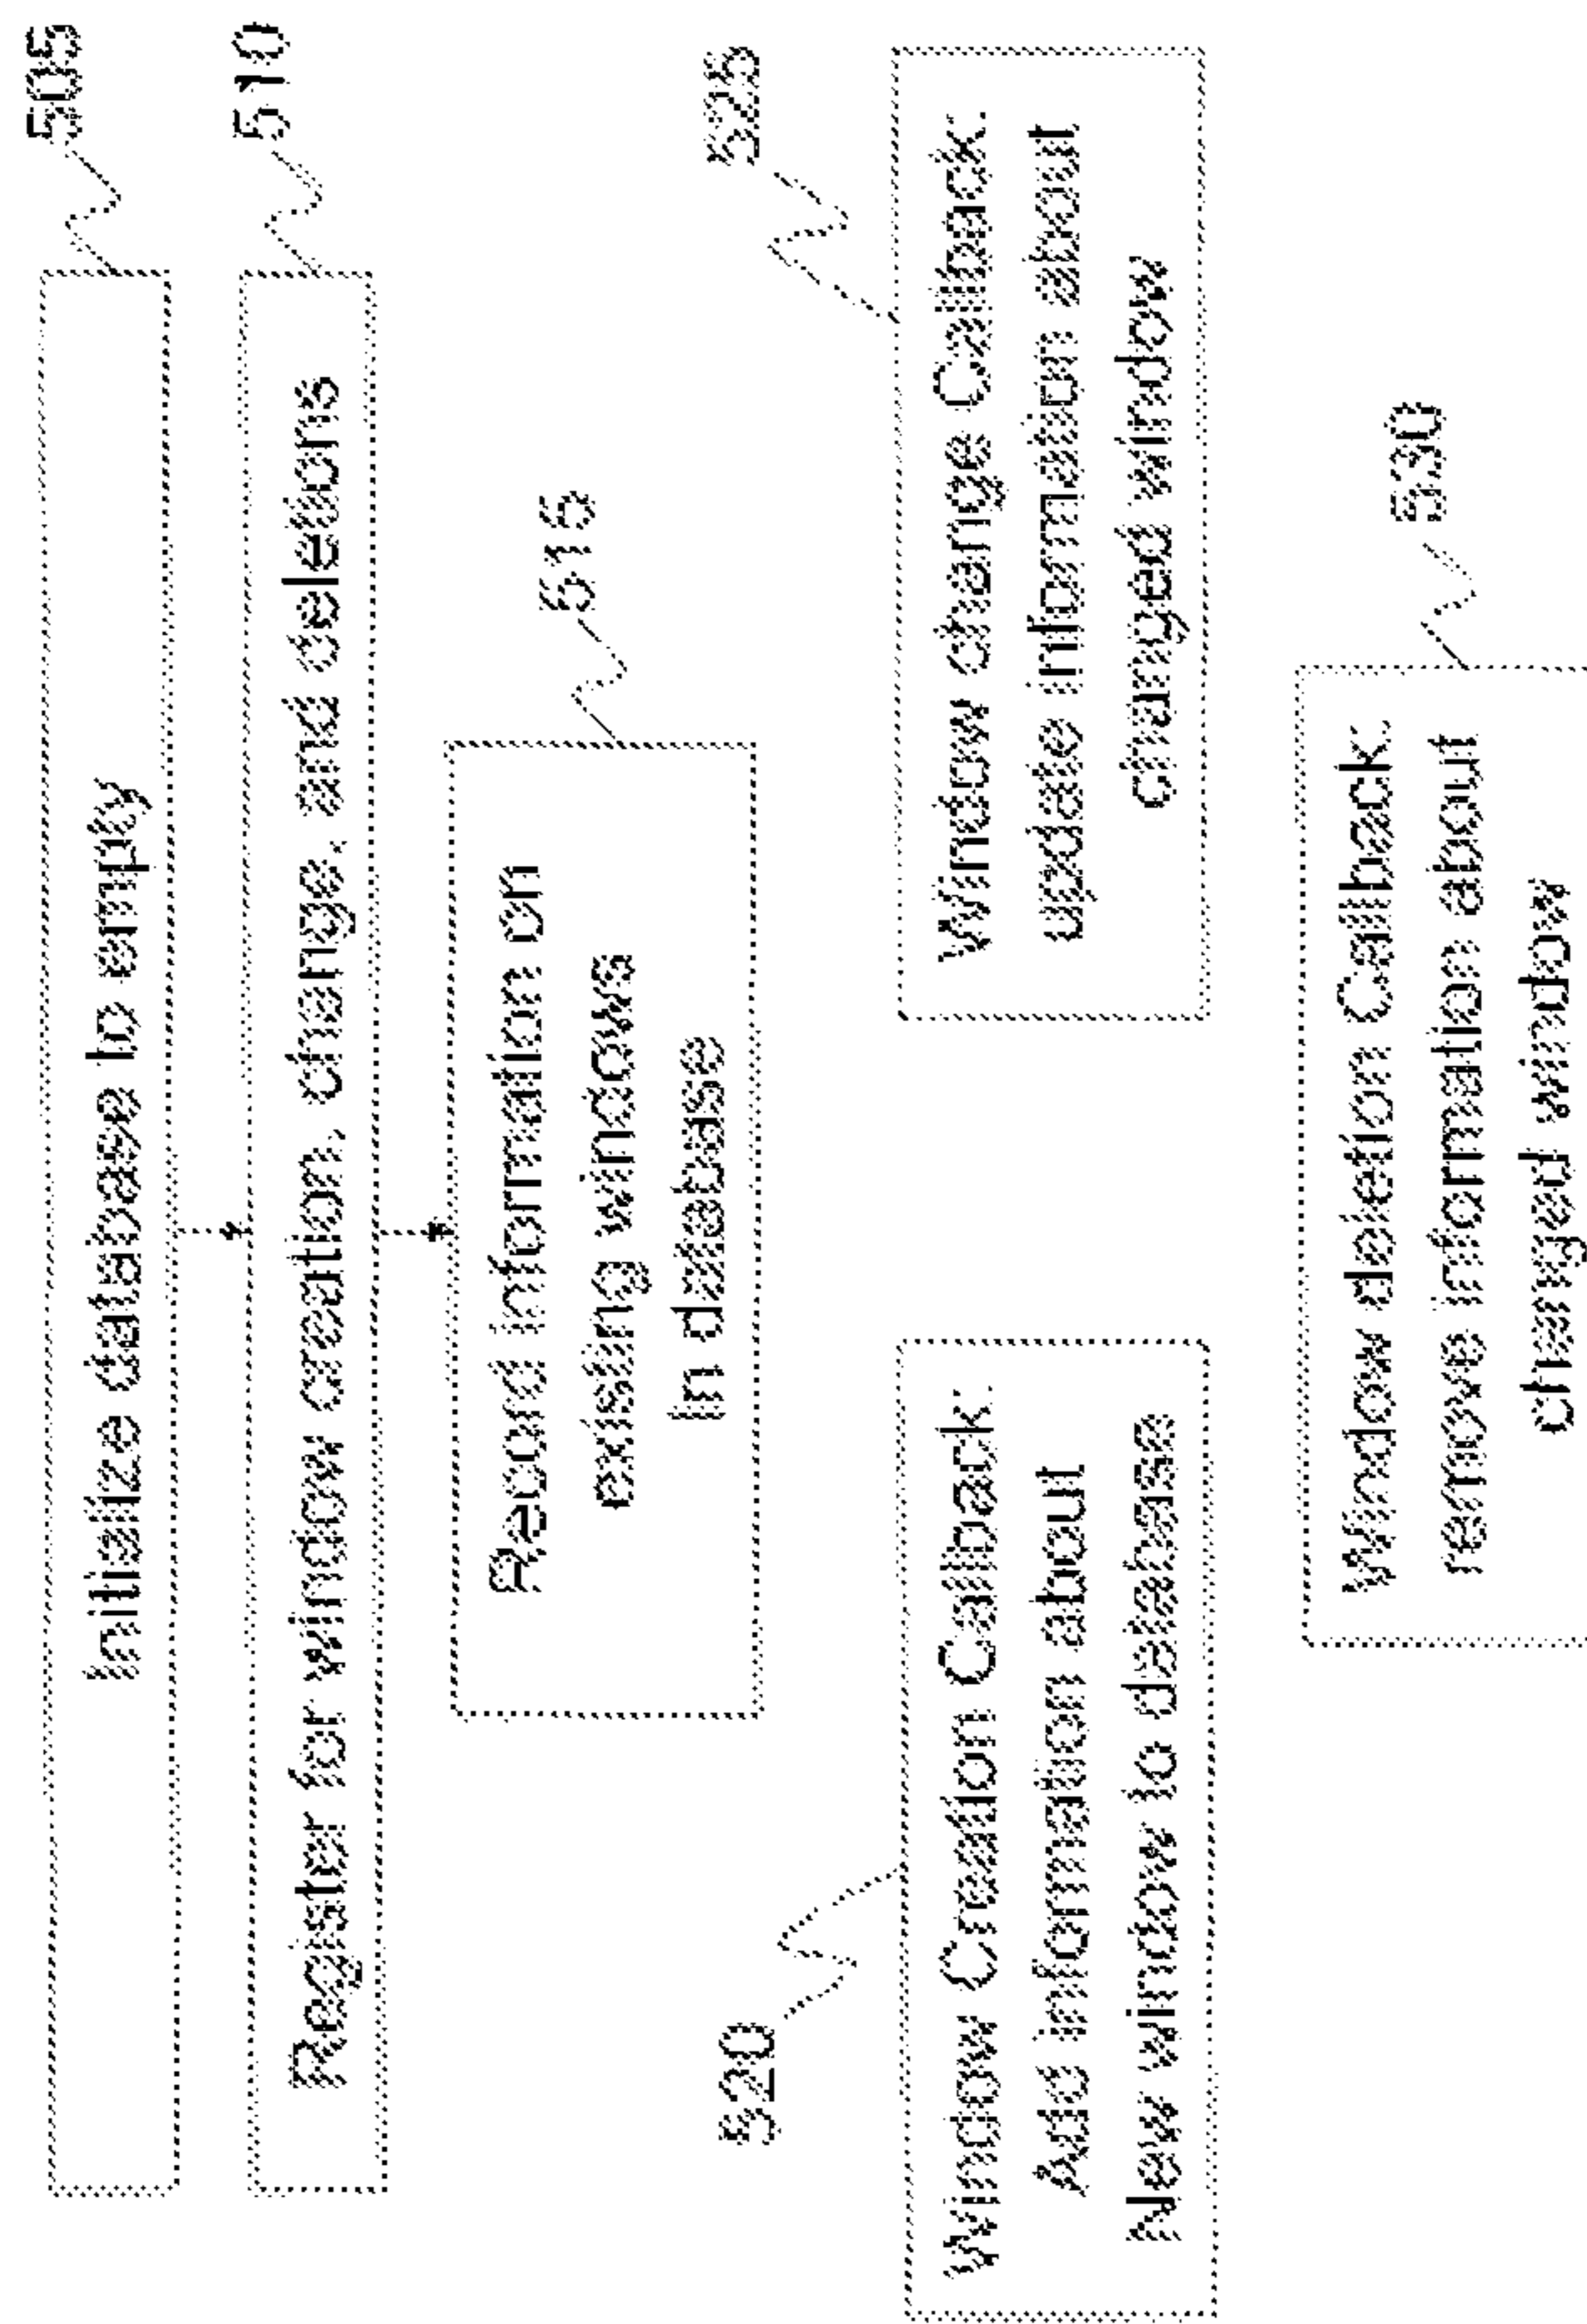 505
Initialize database to empty
510
Register for window creation, change, and deletions
515
Record information on
existing windows
in database
520
Window Creation Callback:
Add information about
New window to database
525
Window change Callback:
update information about
changed window
530
Window deletion Callback:
remove information about
changed window